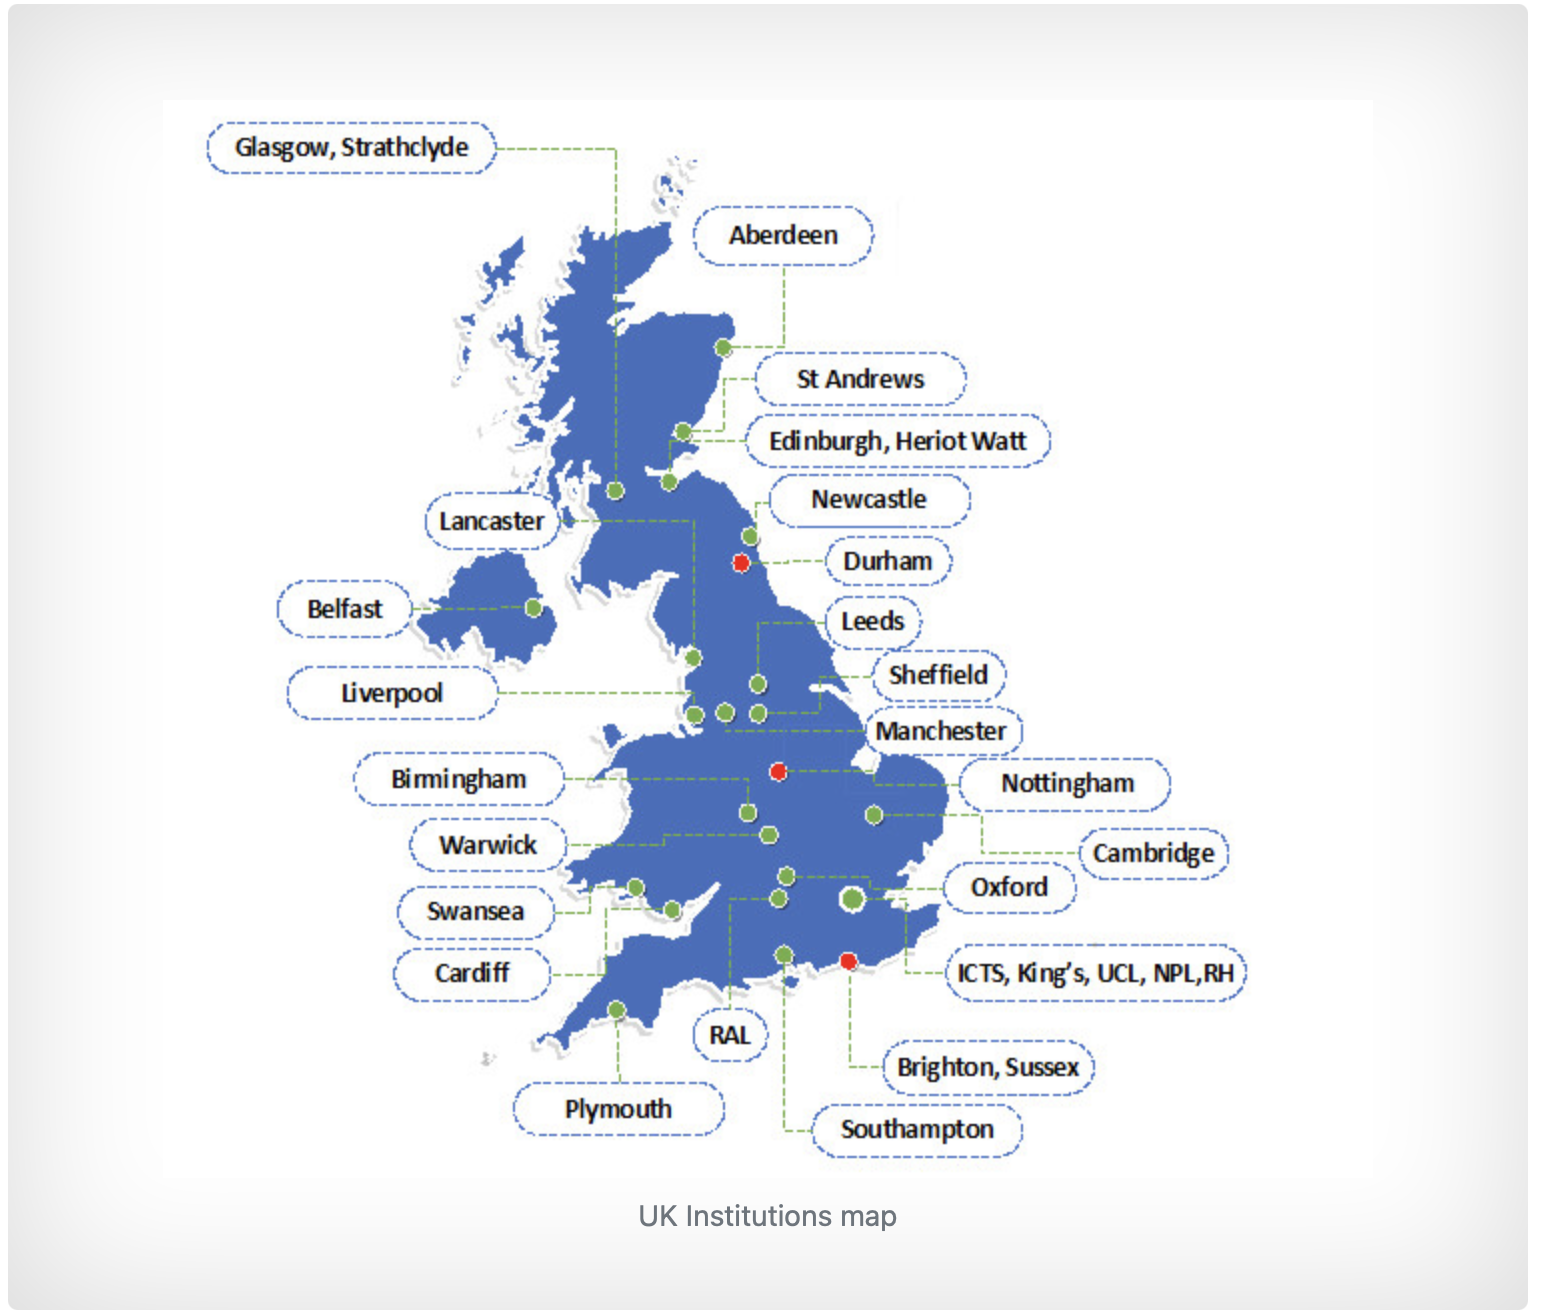 Glasgow, Strathclyde
Aberdeen
St Andrews
Edinburgh, Heriot Watt
Newcastle
Lancaster
Durham
Belfast
Leeds
Sheffield
Liverpool
Manchester
Birmingham
Nottingham
Warwick
Cambridge
Oxford
Swansea
Cardiff
ICTS, King's, UCL, NPL,RH
RAL
Brighton, Sussex
Plymouth
Southampton
UK Institutions map